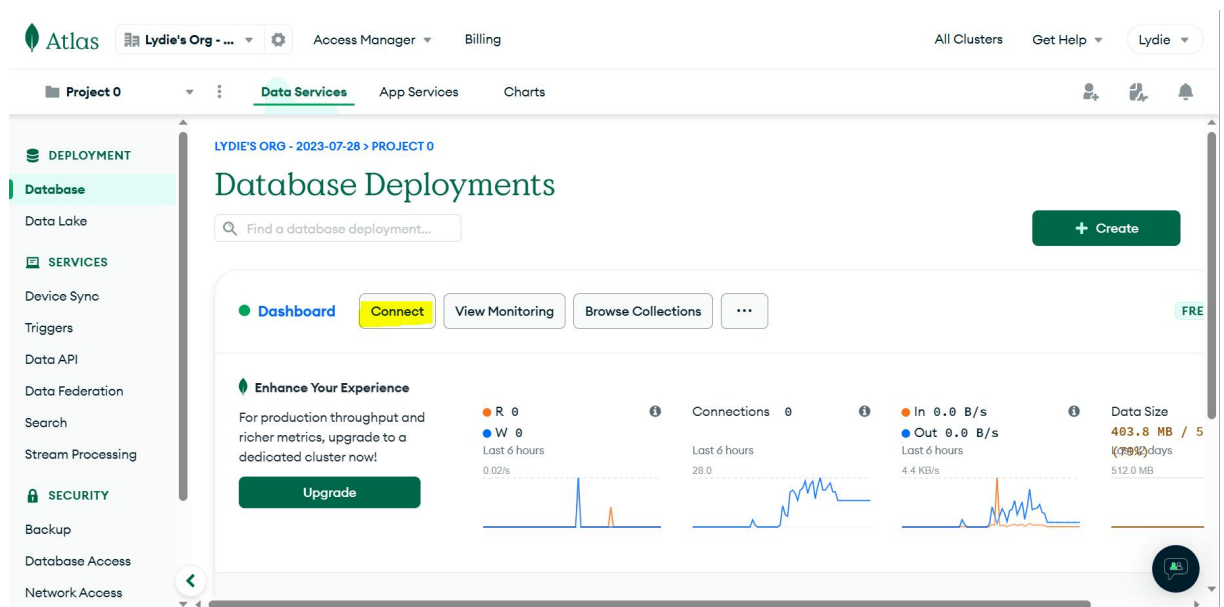 Atlas
Lydie's Org - ...
Access Manager
Billing
All Clusters
Get Help
Lydie
Project 0
Data Services
App Services
Charts
DEPLOYMENT
Database
Data Lake
SERVICES
Device Sync
Triggers
Data API
Data Federation
Search
Stream Processing
SECURITY
Backup
Database Access
Network Access
LYDIE'S ORG - 2023-07-28 > PROJECT 0
Database Deployments
Find a database deployment...
+ Create
Dashboard
Connect
View Monitoring
Browse Collections
...
FRE
Enhance Your Experience
For production throughput and
richer metrics, upgrade to a
dedicated cluster now!
Upgrade
R 0
W 0
Last 6 hours
0.02/s
Connections 0
Last 6 hours
28.0
In 0.0 B/s
Out 0.0 B/s
Last 6 hours
4.4 KB/s
Data Size
403.8 MB / 5
(79%)
days
512.0 MB